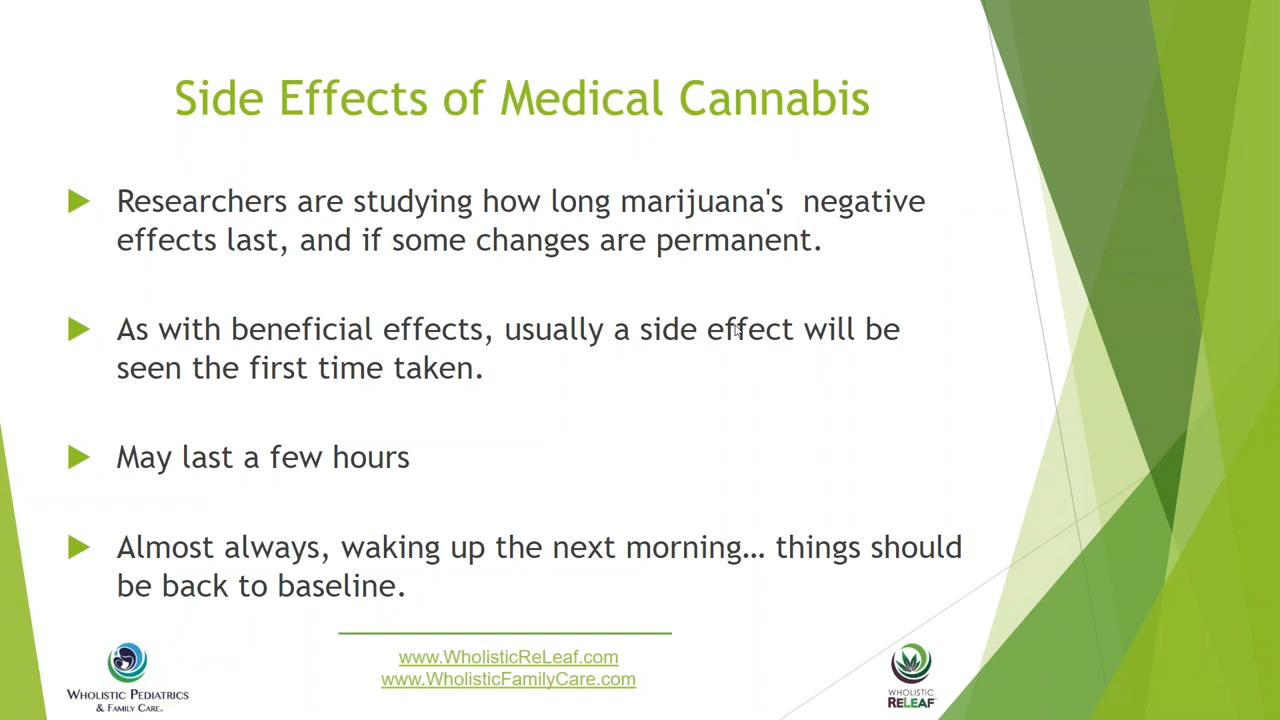 Side Effects of Medical Cannabis
Researchers are studying how long marijuana's  negative
effects last, and if some changes are permanent.
As with beneficial effects, usually a side effect will be
seen the first time taken.
May last a few hours
Almost always, waking up the next morning… things should
be back to baseline.
www.WholisticReLeaf.com
www.WholisticFamilyCare.com
WHOLISTIC PEDIATRICS
& FAMILY CARE.
WHOLISTIC
RELEAF